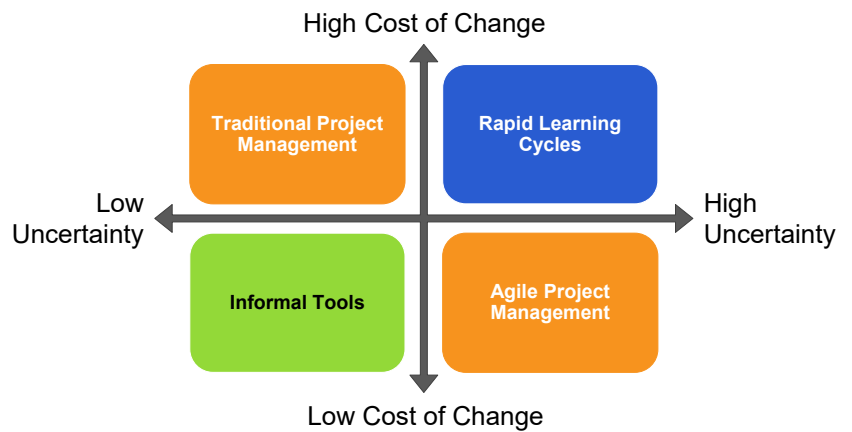 High Cost of Change
Traditional Project
Management
Rapid Learning
Cycles
Low
Uncertainty
High
Uncertainty
Informal Tools
Agile Project
Management
Low Cost of Change